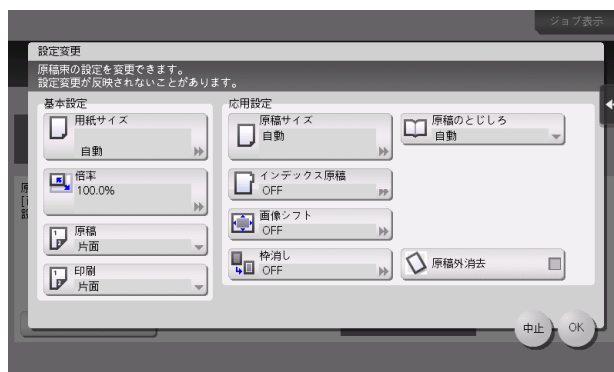 ジョブ表示
設定変更
原稿束の設定を変更できます。
設定変更が反映されないことがあります。
基本設定
用紙サイズ
自動
倍率
100.0%
原稿
片面
印刷
片面
応用設定
原稿サイズ
自動
インデックス原稿
OFF
画像シフト
OFF
枠消し
OFF
原稿のとじしろ
自動
原稿外消去
中止
OK